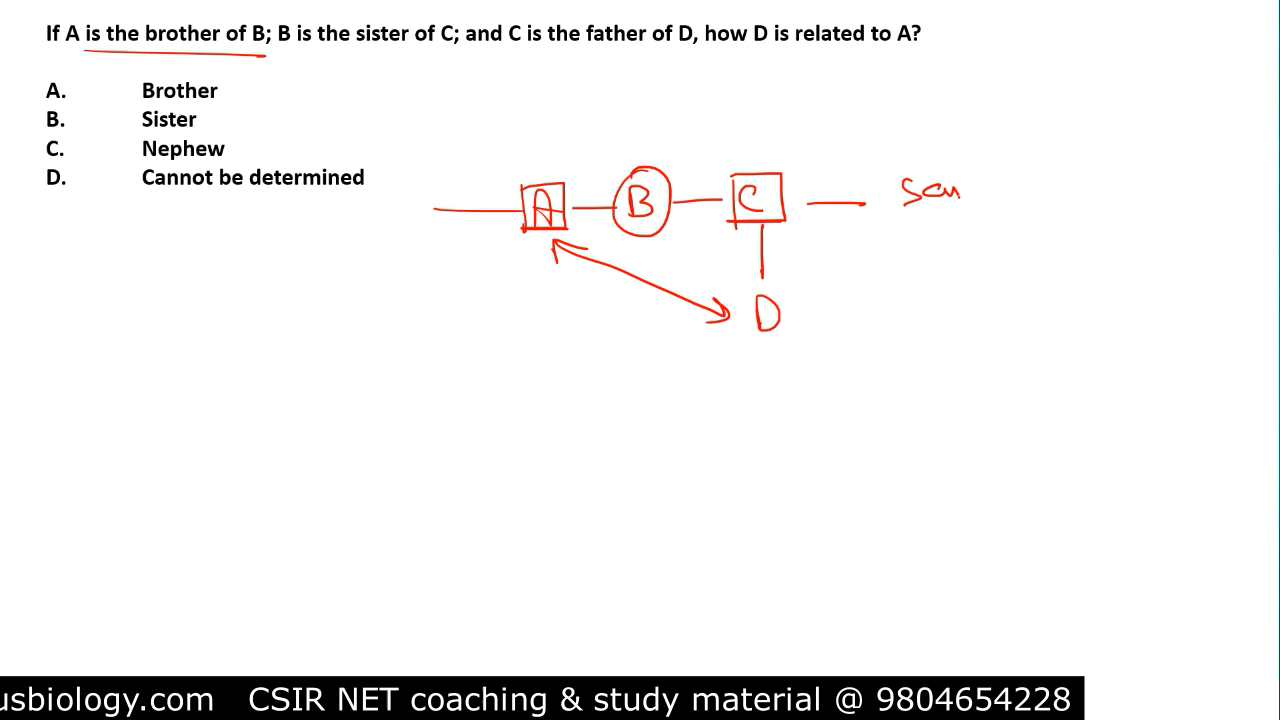 If A is the brother of B; B is the sister of C; and C is the father of D, how D is related to A?
A. Brother
B. Sister
C. Nephew
D. Cannot be determined
A B C
D
usbiology.com CSIR NET coaching & study material @ 9804654228